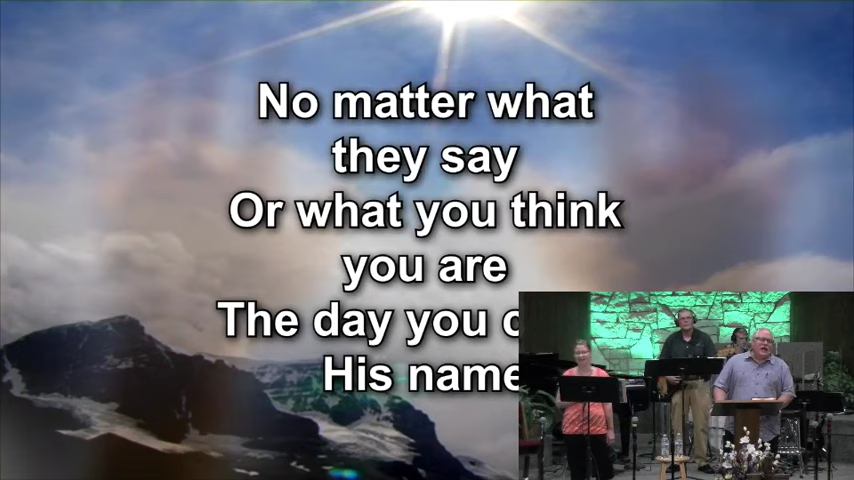 No matter what
they say
Or what you think
you are
The day you
His name